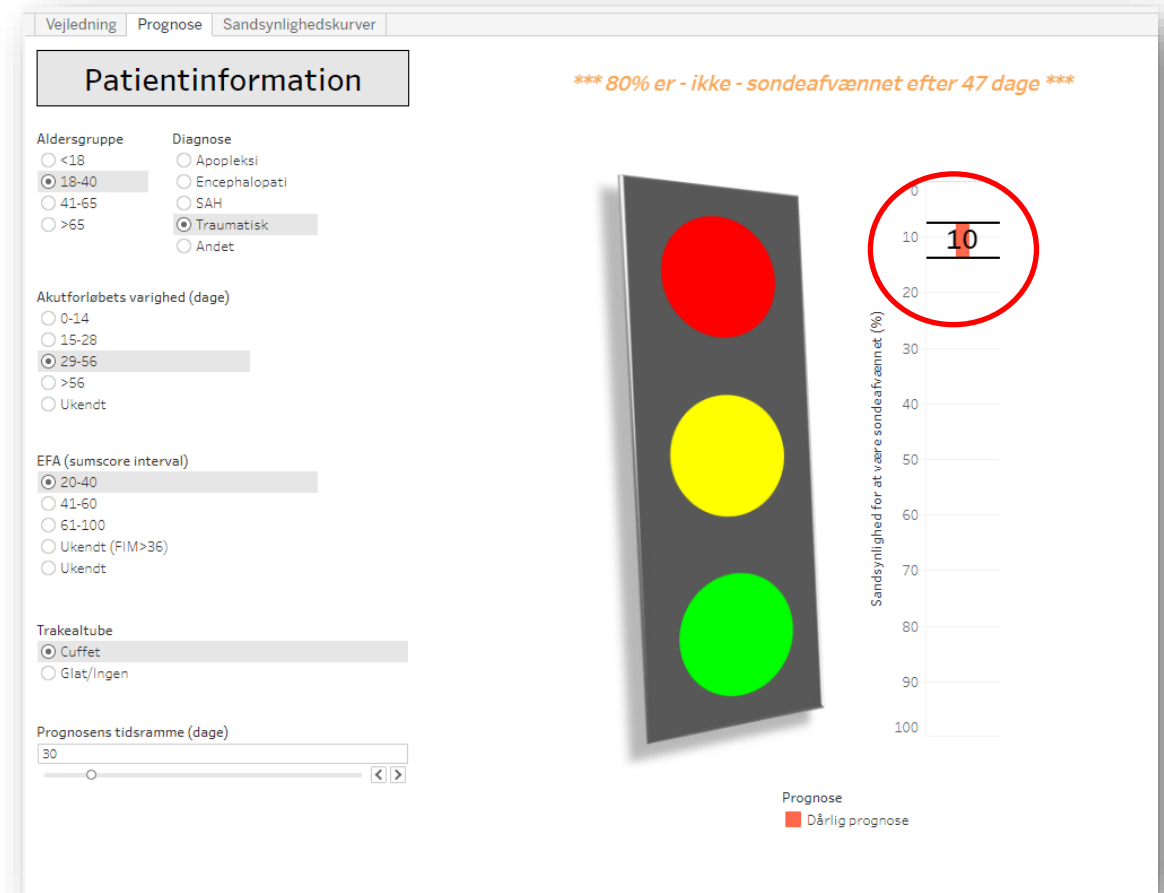 Vejledning Prognose Sandsynlighedskurver
Patientinformation
*** 80% er - ikke - sondeafvænnet efter 47 dage ***
Aldersgruppe
<18
18-40
41-65
>65
Diagnose
Apopleksi
Encephalopati
SAH
Traumatisk
Andet
Akutforløbets varighed (dage)
0-14
15-28
29-56
>56
Ukendt
EFA (sumscore interval)
20-40
41-60
61-100
Ukendt (FIM>36)
Ukendt
Trakealtube
Cuffet
Glat/Ingen
Prognosens tidsramme (dage)
30
Sandsynlighed for at være sondeafvænnet (%)
0
10
20
30
40
50
60
70
80
90
100
10
Prognose
Dårlig prognose